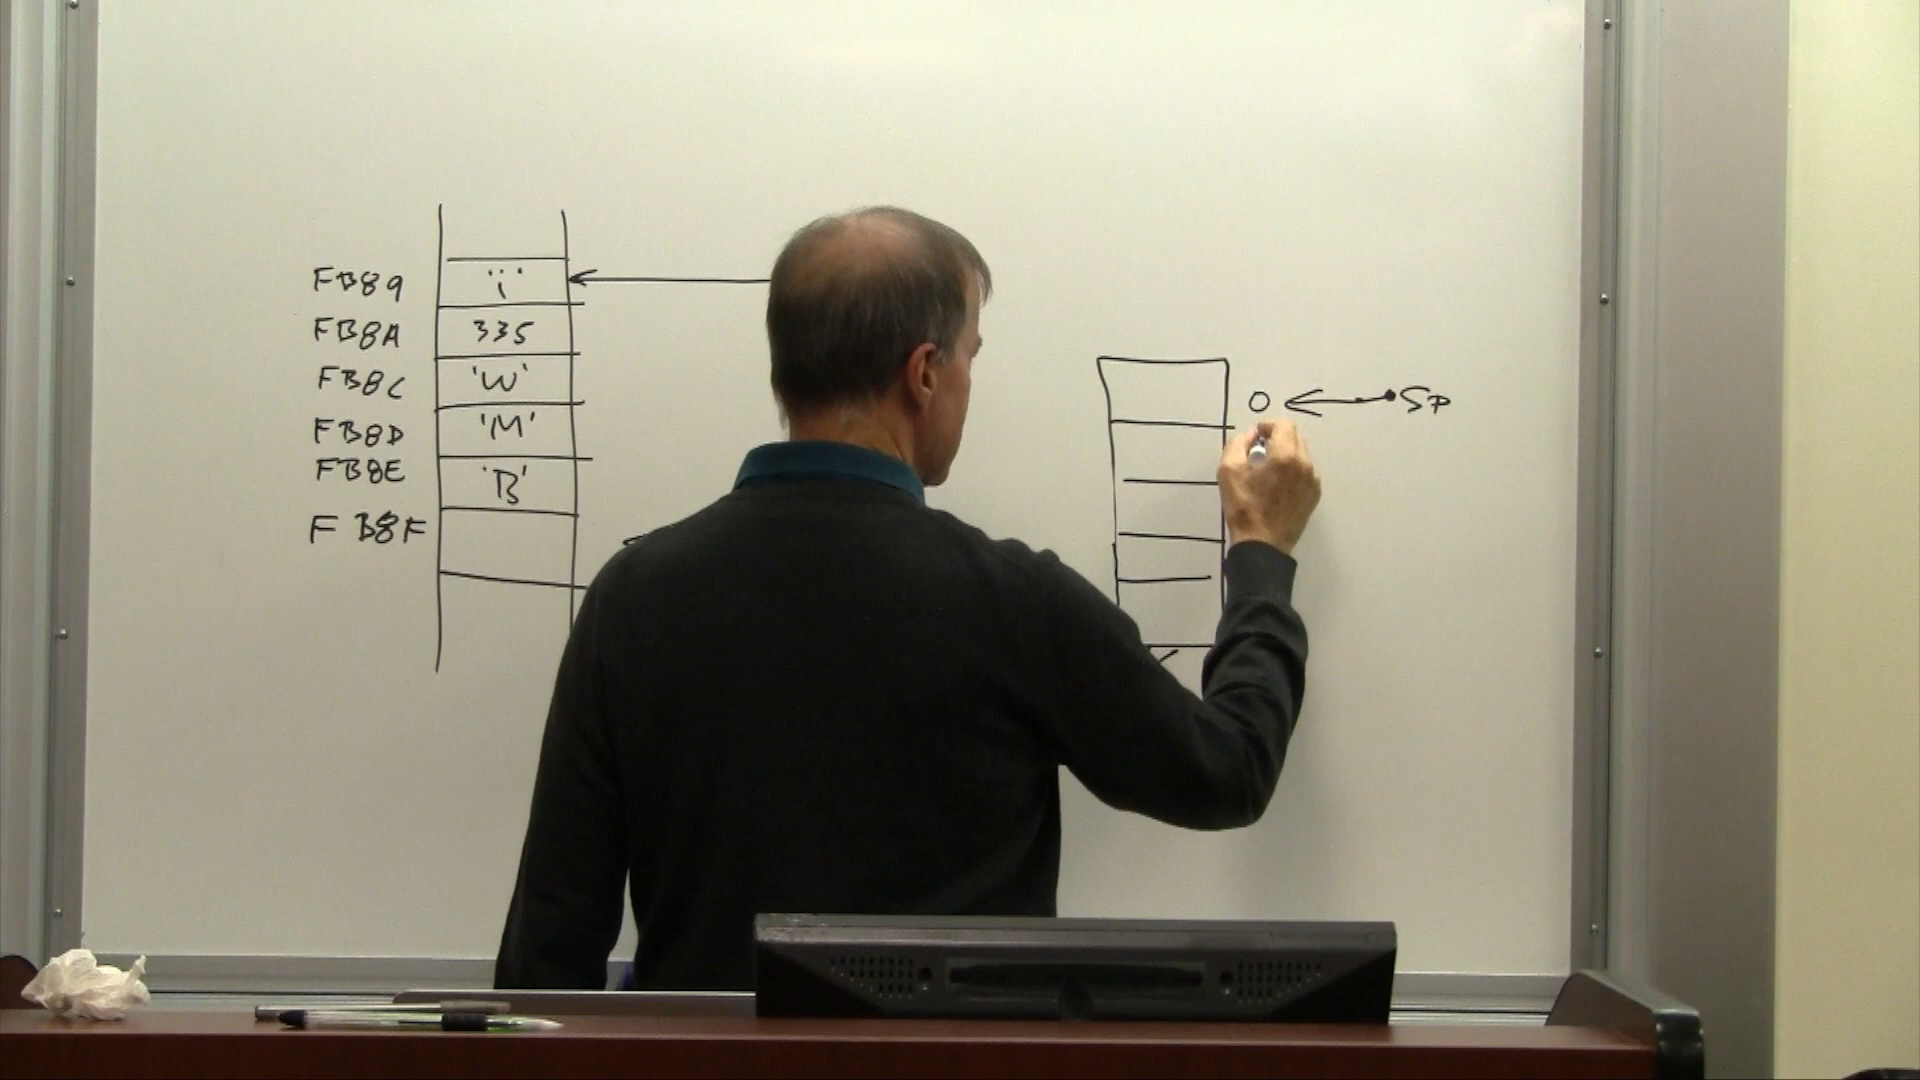 FB89 'i'
FB8A 335
FB8C 'W'
FB8D 'M'
FB8E 'B'
FB8F
0 SP